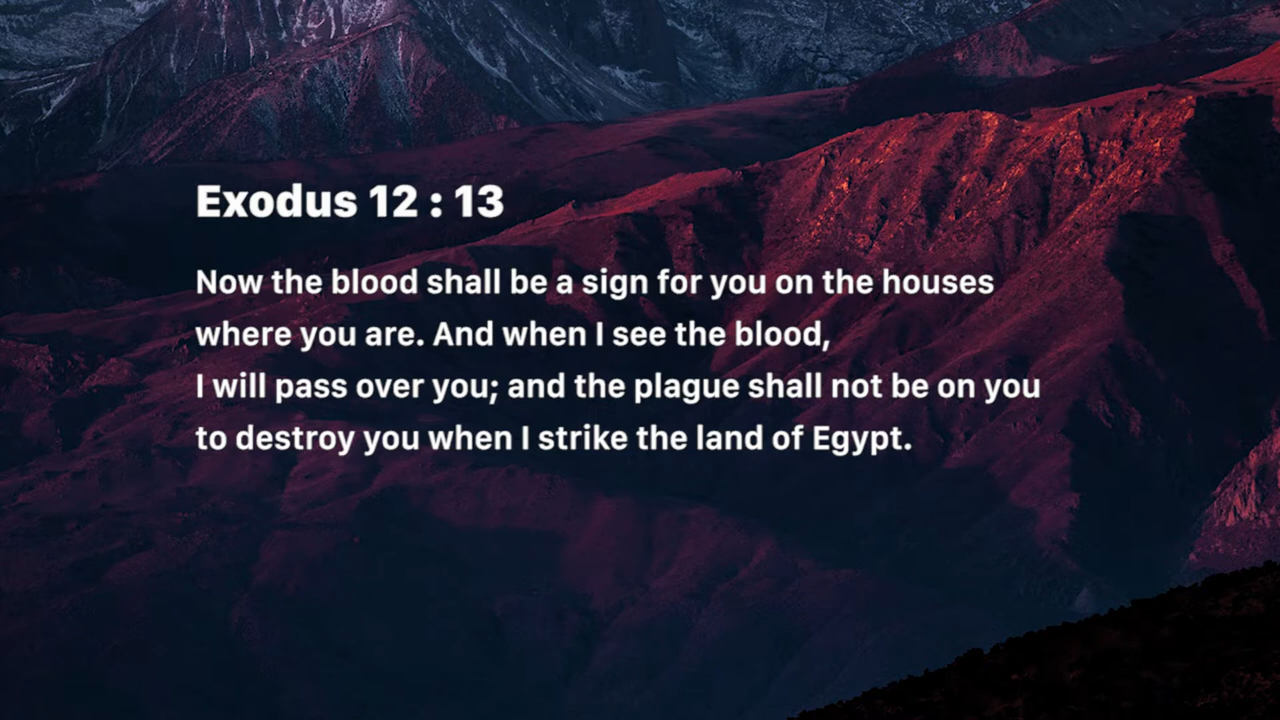 Exodus 12 : 13
Now the blood shall be a sign for you on the houses
where you are. And when I see the blood,
I will pass over you; and the plague shall not be on you
to destroy you when I strike the land of Egypt.